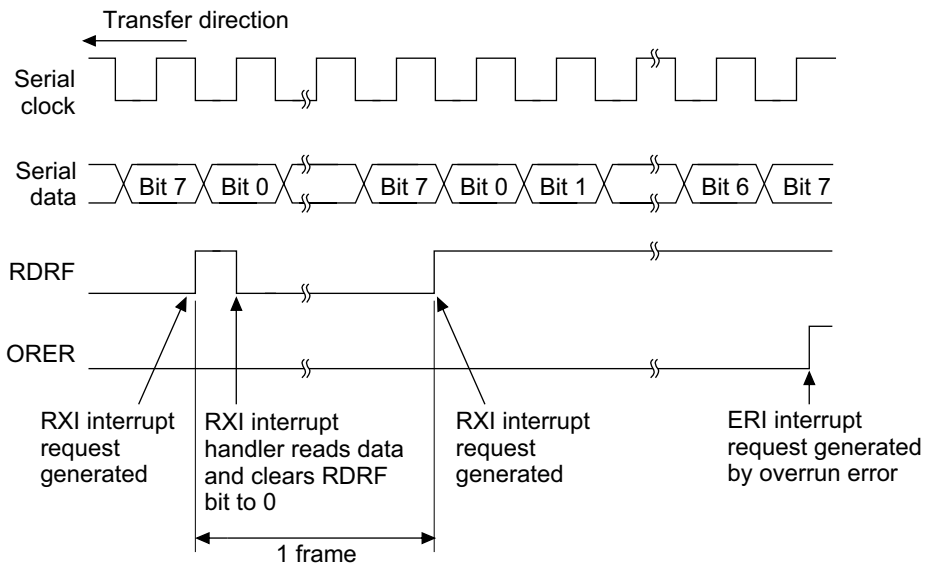 Transfer direction
Serial
clock
Serial
data
Bit 7
Bit 0
Bit 7
Bit 0
Bit 1
Bit 6
Bit 7
RDRF
ORER
RXI interrupt
request
generated
RXI interrupt
handler reads data
and clears RDRF
bit to 0
RXI interrupt
request
generated
ERI interrupt
request generated
by overrun error
1 frame